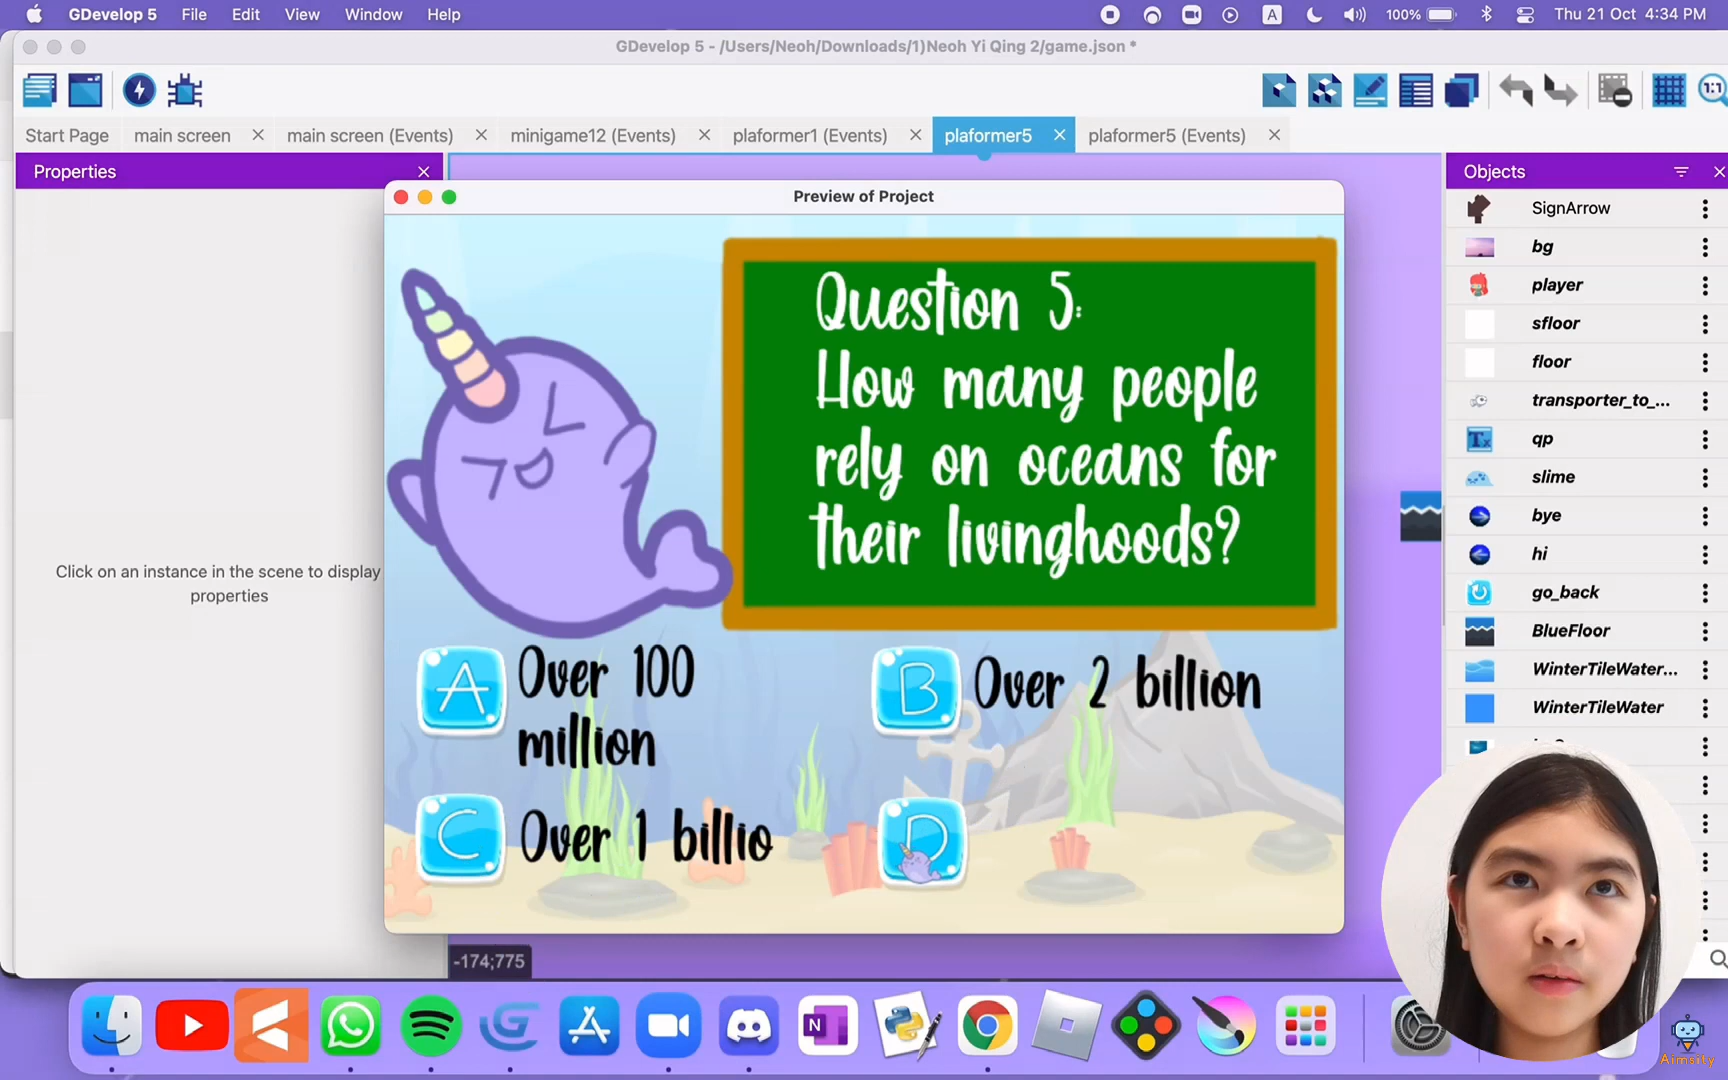 GDevelop 5 File Edit View Window Help
A 100% Thu 21 Oct 4:34 PM
GDevelop 5 - /Users/Neoh/Downloads/1)Neoh Yi Qing 2/game.json *
1:1
Start Page main screen main screen (Events) minigame12 (Events) plaformer1 (Events) plaformer5 plaformer5 (Events)
Properties
Objects
Preview of Project
Click on an instance in the scene to display
properties
Question 5:
How many people
rely on oceans for
their livinghoods?
A Over 100
million
B Over 2 billion
C Over 1 billio
D
-174;775
SignArrow
bg
player
sfloor
floor
transporter_to_...
Tx qp
slime
bye
hi
go_back
BlueFloor
WinterTileWater...
WinterTileWater
N
Aimsity